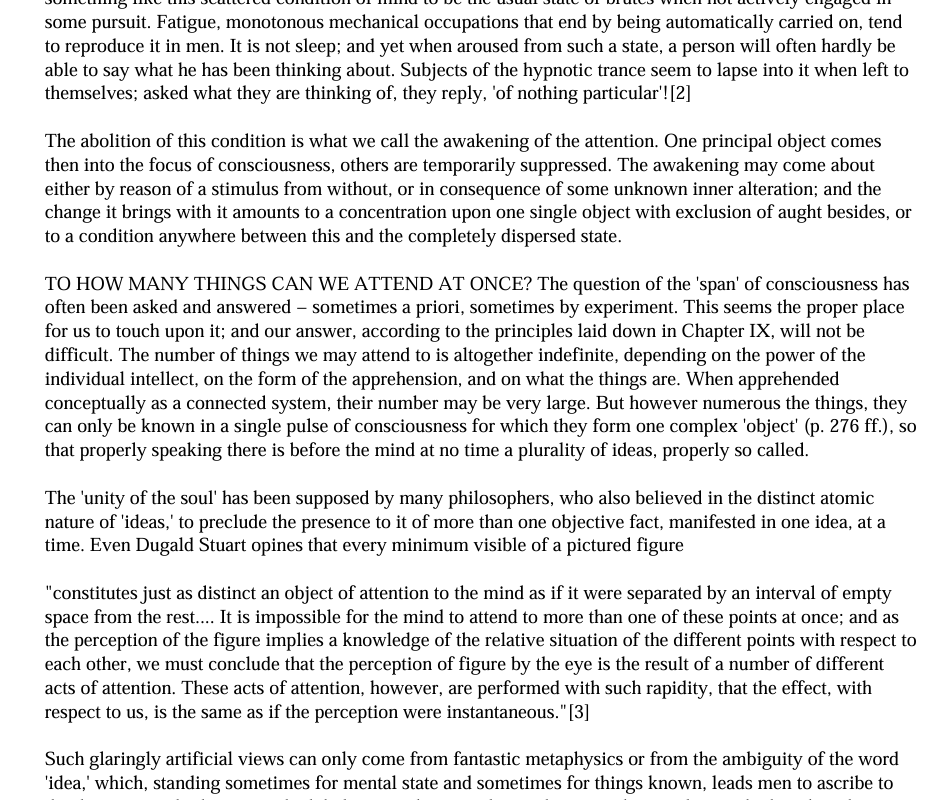 something like this scattered condition of mind to be the usual state of brutes when not actively engaged in
some pursuit. Fatigue, monotonous mechanical occupations that end by being automatically carried on, tend
to reproduce it in men. It is not sleep; and yet when aroused from such a state, a person will often hardly be
able to say what he has been thinking about. Subjects of the hypnotic trance seem to lapse into it when left to
themselves; asked what they are thinking of, they reply, 'of nothing particular'![2]
The abolition of this condition is what we call the awakening of the attention. One principal object comes
then into the focus of consciousness, others are temporarily suppressed. The awakening may come about
either by reason of a stimulus from without, or in consequence of some unknown inner alteration; and the
change it brings with it amounts to a concentration upon one single object with exclusion of aught besides, or
to a condition anywhere between this and the completely dispersed state.
TO HOW MANY THINGS CAN WE ATTEND AT ONCE? The question of the 'span' of consciousness has
often been asked and answered – sometimes a priori, sometimes by experiment. This seems the proper place
for us to touch upon it; and our answer, according to the principles laid down in Chapter IX, will not be
difficult. The number of things we may attend to is altogether indefinite, depending on the power of the
individual intellect, on the form of the apprehension, and on what the things are. When apprehended
conceptually as a connected system, their number may be very large. But however numerous the things, they
can only be known in a single pulse of consciousness for which they form one complex 'object' (p. 276 ff.), so
that properly speaking there is before the mind at no time a plurality of ideas, properly so called.
The 'unity of the soul' has been supposed by many philosophers, who also believed in the distinct atomic
nature of 'ideas,' to preclude the presence to it of more than one objective fact, manifested in one idea, at a
time. Even Dugald Stuart opines that every minimum visible of a pictured figure
"constitutes just as distinct an object of attention to the mind as if it were separated by an interval of empty
space from the rest.... It is impossible for the mind to attend to more than one of these points at once; and as
the perception of the figure implies a knowledge of the relative situation of the different points with respect to
each other, we must conclude that the perception of figure by the eye is the result of a number of different
acts of attention. These acts of attention, however, are performed with such rapidity, that the effect, with
respect to us, is the same as if the perception were instantaneous."[3]
Such glaringly artificial views can only come from fantastic metaphysics or from the ambiguity of the word
'idea,' which, standing sometimes for mental state and sometimes for things known, leads men to ascribe to